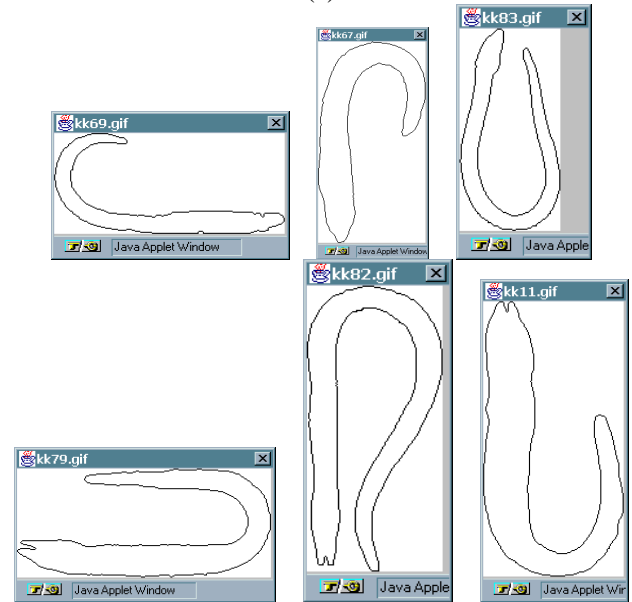 kk69.gif
Java Applet Window
kk67.gif
Java Applet Window
kk83.gif
Java Apple
kk79.gif
Java Applet Window
kk82.gif
Java Apple
kk11.gif
Java Applet Wir